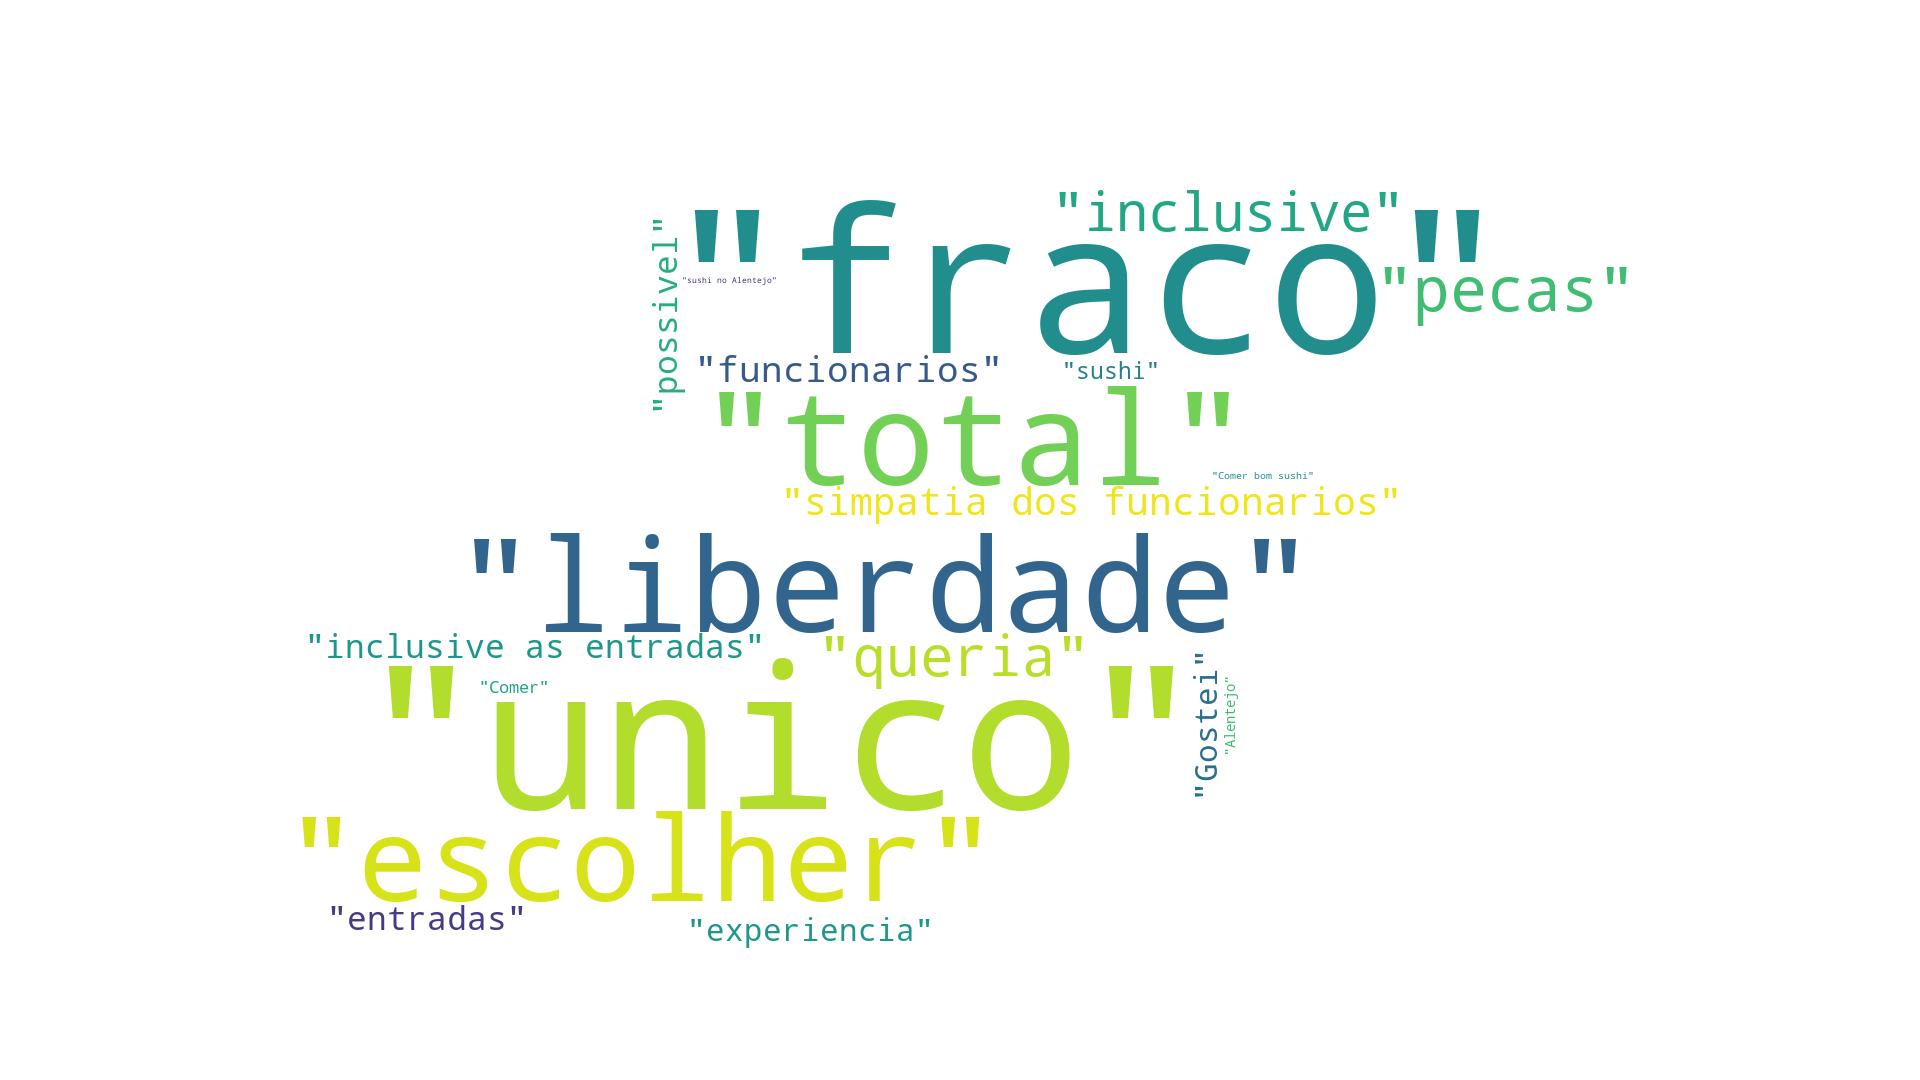 "inclusive"
"fraco"
"possivel"
"sushi no Alentejo"
"pecas"
"funcionarios"
"sushi"
"total"
"Comer bom sushi"
"simpatia dos funcionarios"
"liberdade"
"inclusive as entradas"
"queria"
"Comer"
"unico"
"Gostei"
"Alentejo"
"escolher"
"entradas"
"experiencia"